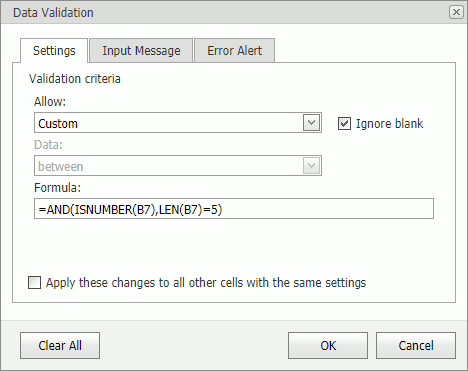 Data Validation
Settings Input Message Error Alert
Validation criteria
Allow:
Custom Ignore blank
Data:
between
Formula:
=AND(ISNUMBER(B7),LEN(B7)=5)
Apply these changes to all other cells with the same settings
Clear All OK Cancel